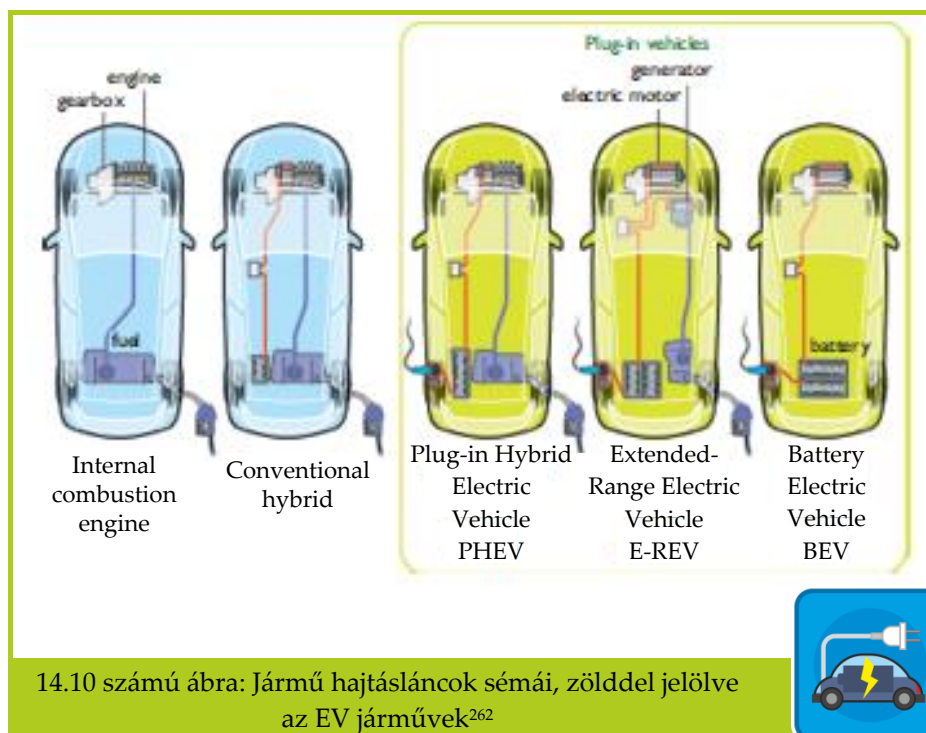 Plug-in vehicles
generator
electric motor
engine
gearbox
fuel
battery
Internal
combustion
engine
Conventional
hybrid
Plug-in Hybrid
Electric
Vehicle
PHEV
Extended-
Range Electric
Vehicle
E-REV
Battery
Electric
Vehicle
BEV
14.10 számú ábra: Jármű hajtásláncok sémái, zölddel jelölve
az EV járművek²⁶²